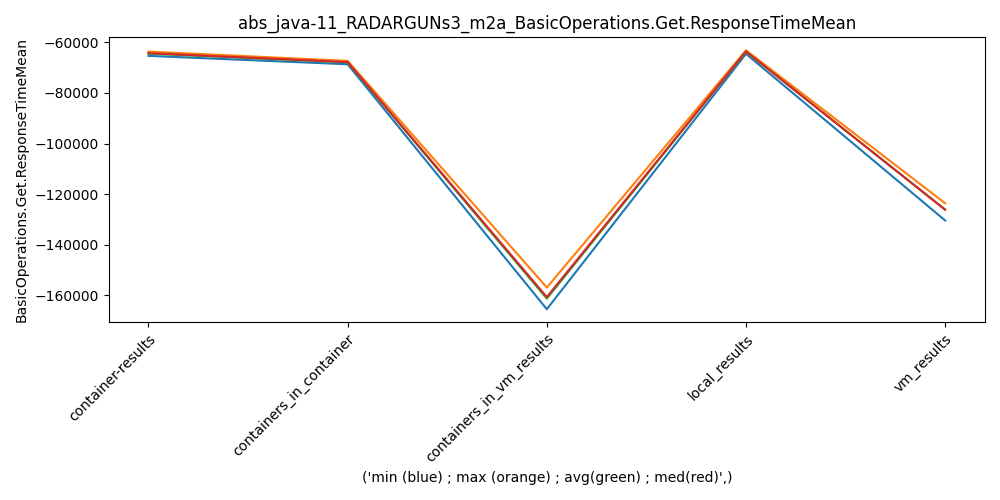 abs_java-11_RADARGUNs3_m2a_BasicOperations.Get.ResponseTimeMean
BasicOperations.Get.ResponseTimeMean
−60000
−80000
−100000
−120000
−140000
−160000
container-results
containers_in_container
containers_in_vm_results
local_results
vm_results
('min (blue) ; max (orange) ; avg(green) ; med(red)',)